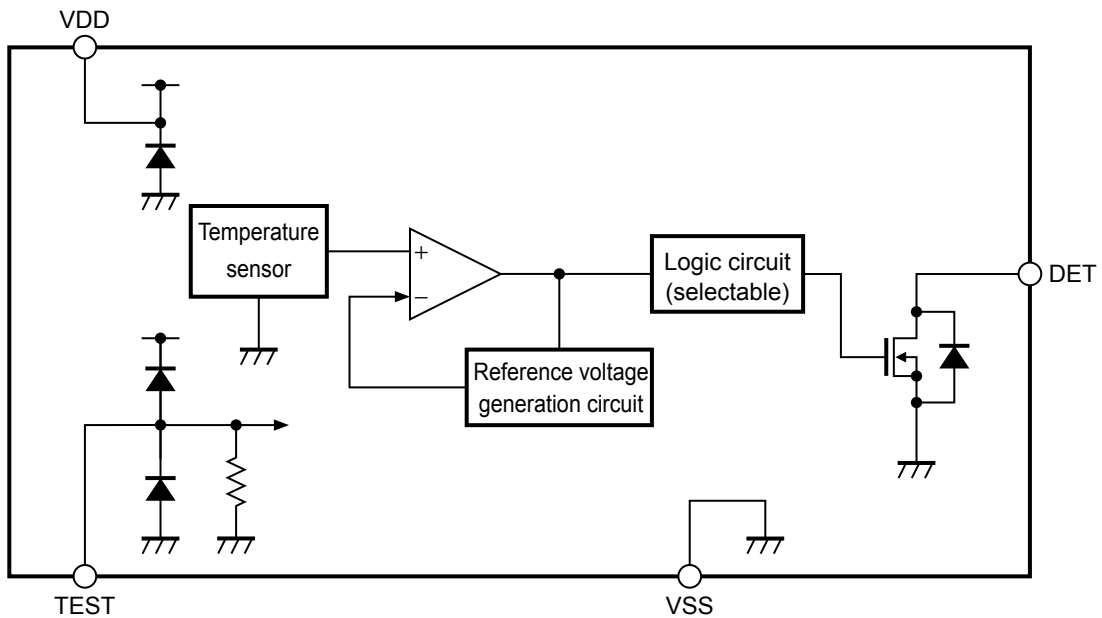 VDD
Temperature
sensor
+
−
Logic circuit
(selectable)
DET
Reference voltage
generation circuit
TEST
VSS